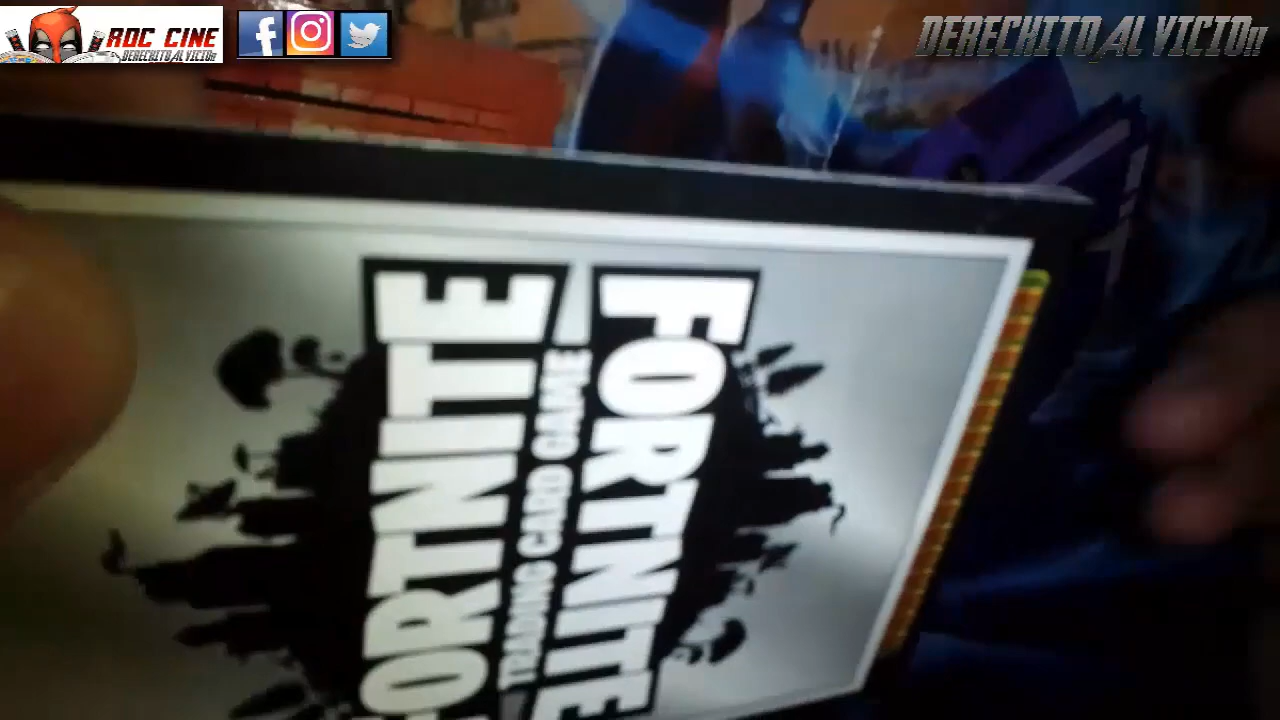 ROC CINE
DERECHITO AL VICIO!!
DERECHITO AL VICIO!!
FORTNITE
TRADING CARD GAME
FORTNITE